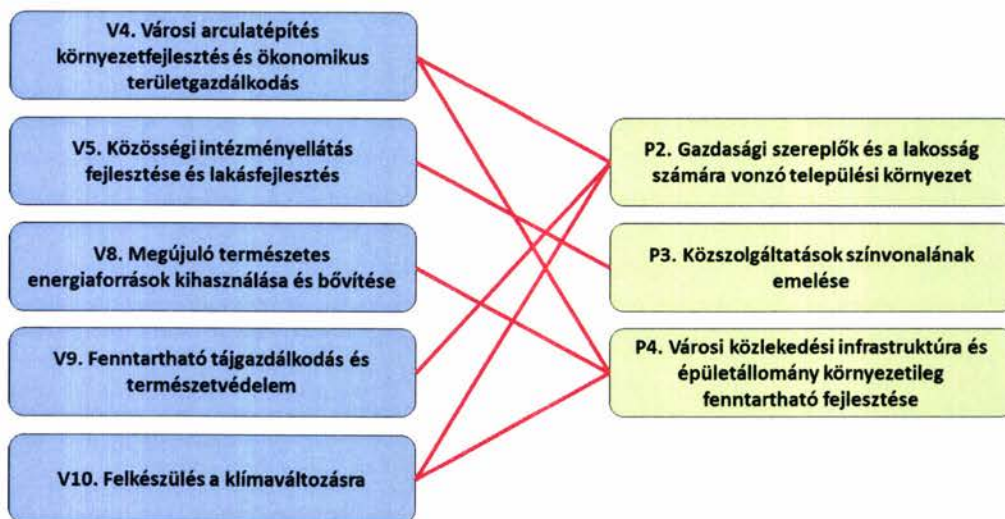 V4. Városi arculatépítés
környezetfejlesztés és ökonomikus
területgazdálkodás
V5. Közösségi intézményellátás
fejlesztése és lakásfejlesztés
V8. Megújuló természetes
energiaforrások kihasználása és bővítése
V9. Fenntartható tájgazdálkodás és
természetvédelem
V10. Felkészülés a klímaváltozásra
P2. Gazdasági szereplők és a lakosság
számára vonzó települési környezet
P3. Közszolgáltatások színvonalának
emelése
P4. Városi közlekedési infrastruktúra és
épületállomány környezetileg
fenntartható fejlesztése